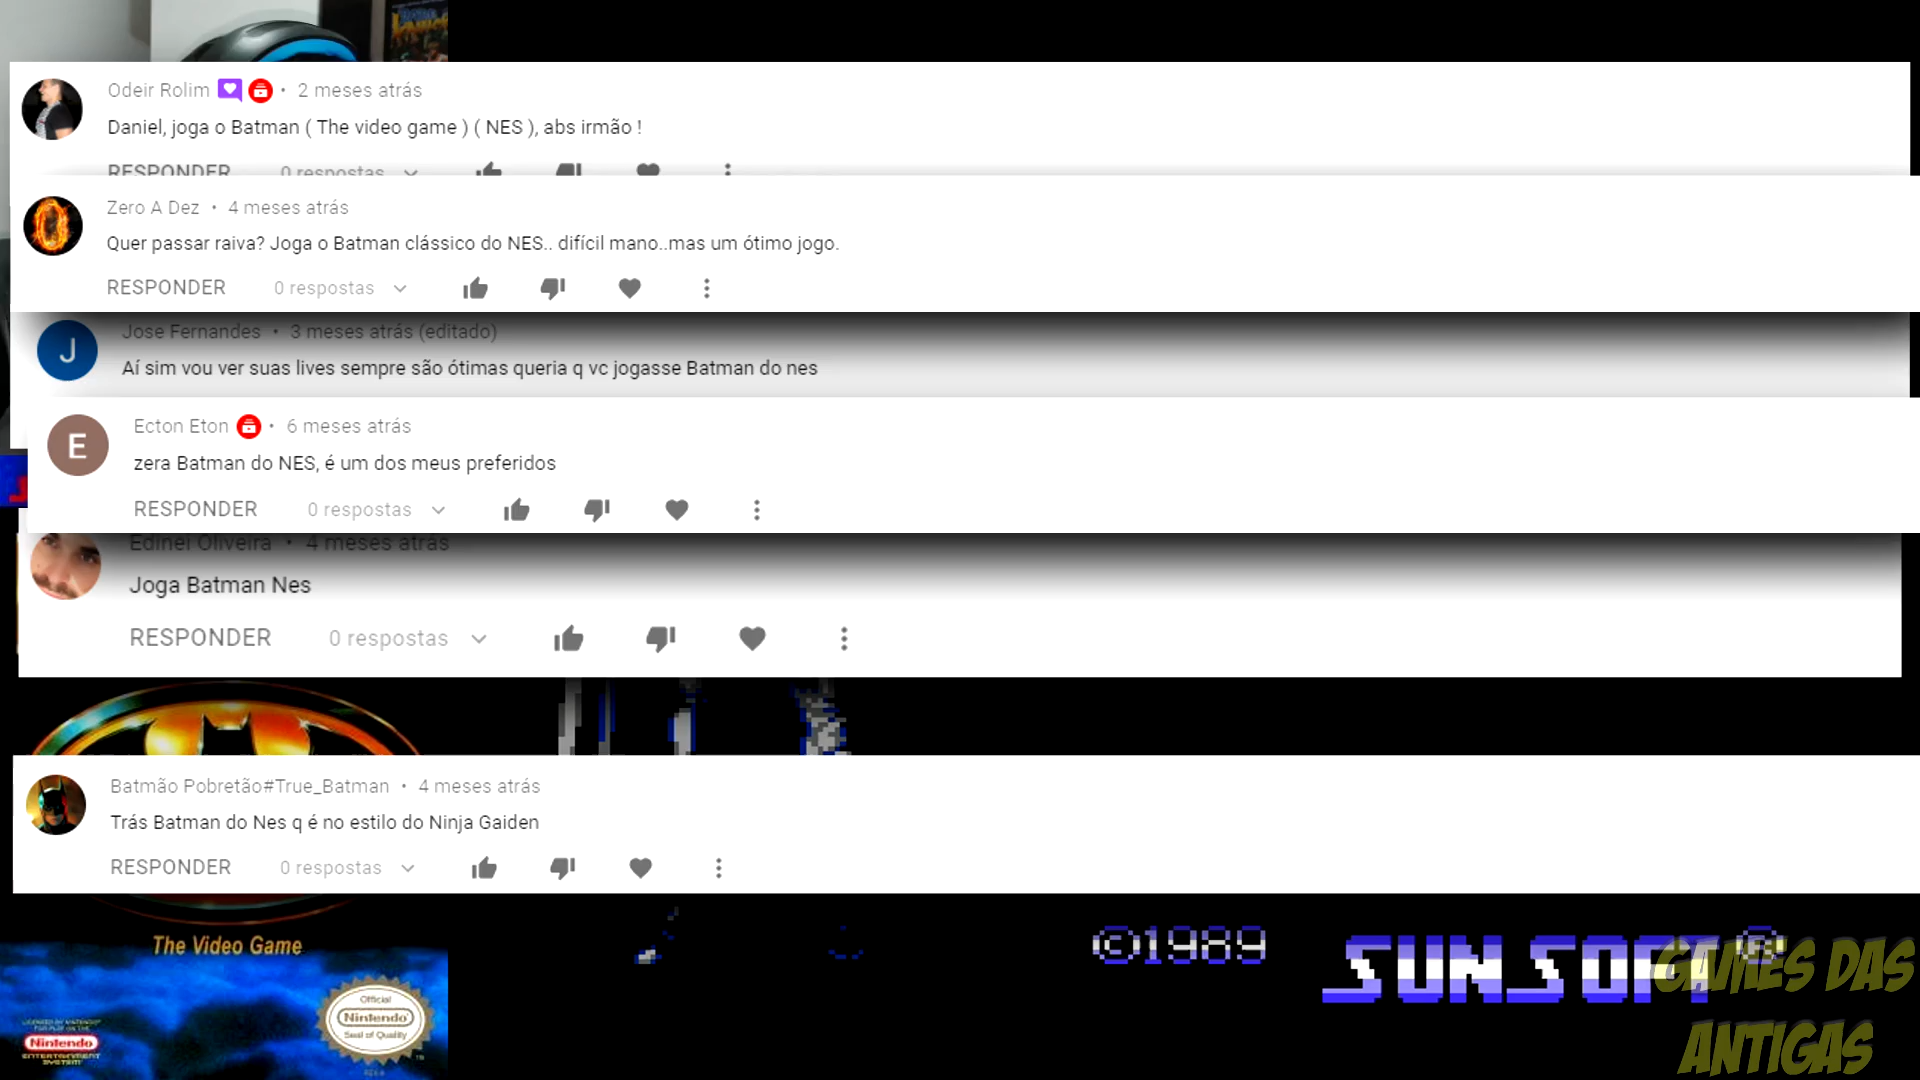 Odeir Rolim • 2 meses atrás
Daniel, joga o Batman ( The video game ) ( NES ), abs irmão !
RESPONDER 0 respostas
Zero A Dez • 4 meses atrás
Quer passar raiva? Joga o Batman clássico do NES.. difícil mano..mas um ótimo jogo.
RESPONDER 0 respostas
J
Jose Fernandes • 3 meses atrás (editado)
Aí sim vou ver suas lives sempre são ótimas queria q vc jogasse Batman do nes
E
Ecton Eton • 6 meses atrás
zera Batman do NES, é um dos meus preferidos
RESPONDER 0 respostas
Edinei Oliveira • 4 meses atrás
Joga Batman Nes
RESPONDER 0 respostas
Batmão Pobretão#True_Batman • 4 meses atrás
Trás Batman do Nes q é no estilo do Ninja Gaiden
RESPONDER 0 respostas
The Video Game
©1989 SUNSOFT ®
GAMES DAS
ANTIGAS
Official
Nintendo
Seal of Quality
Nintendo
ENTERTAINMENT
SYSTEM